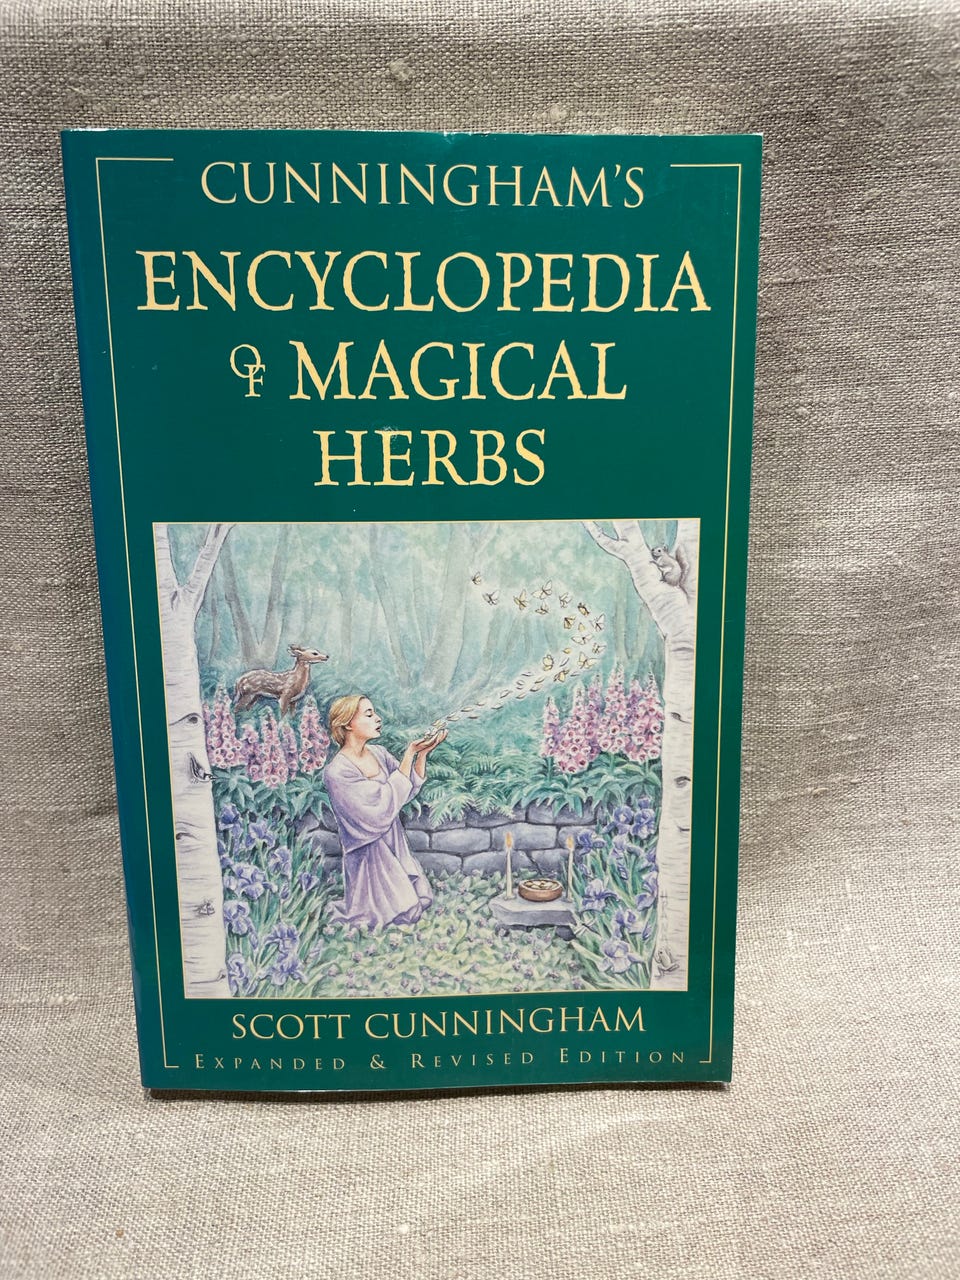 CUNNINGHAM'S
ENCYCLOPEDIA
OF MAGICAL
HERBS
SCOTT CUNNINGHAM
EXPANDED & REVISED EDITION